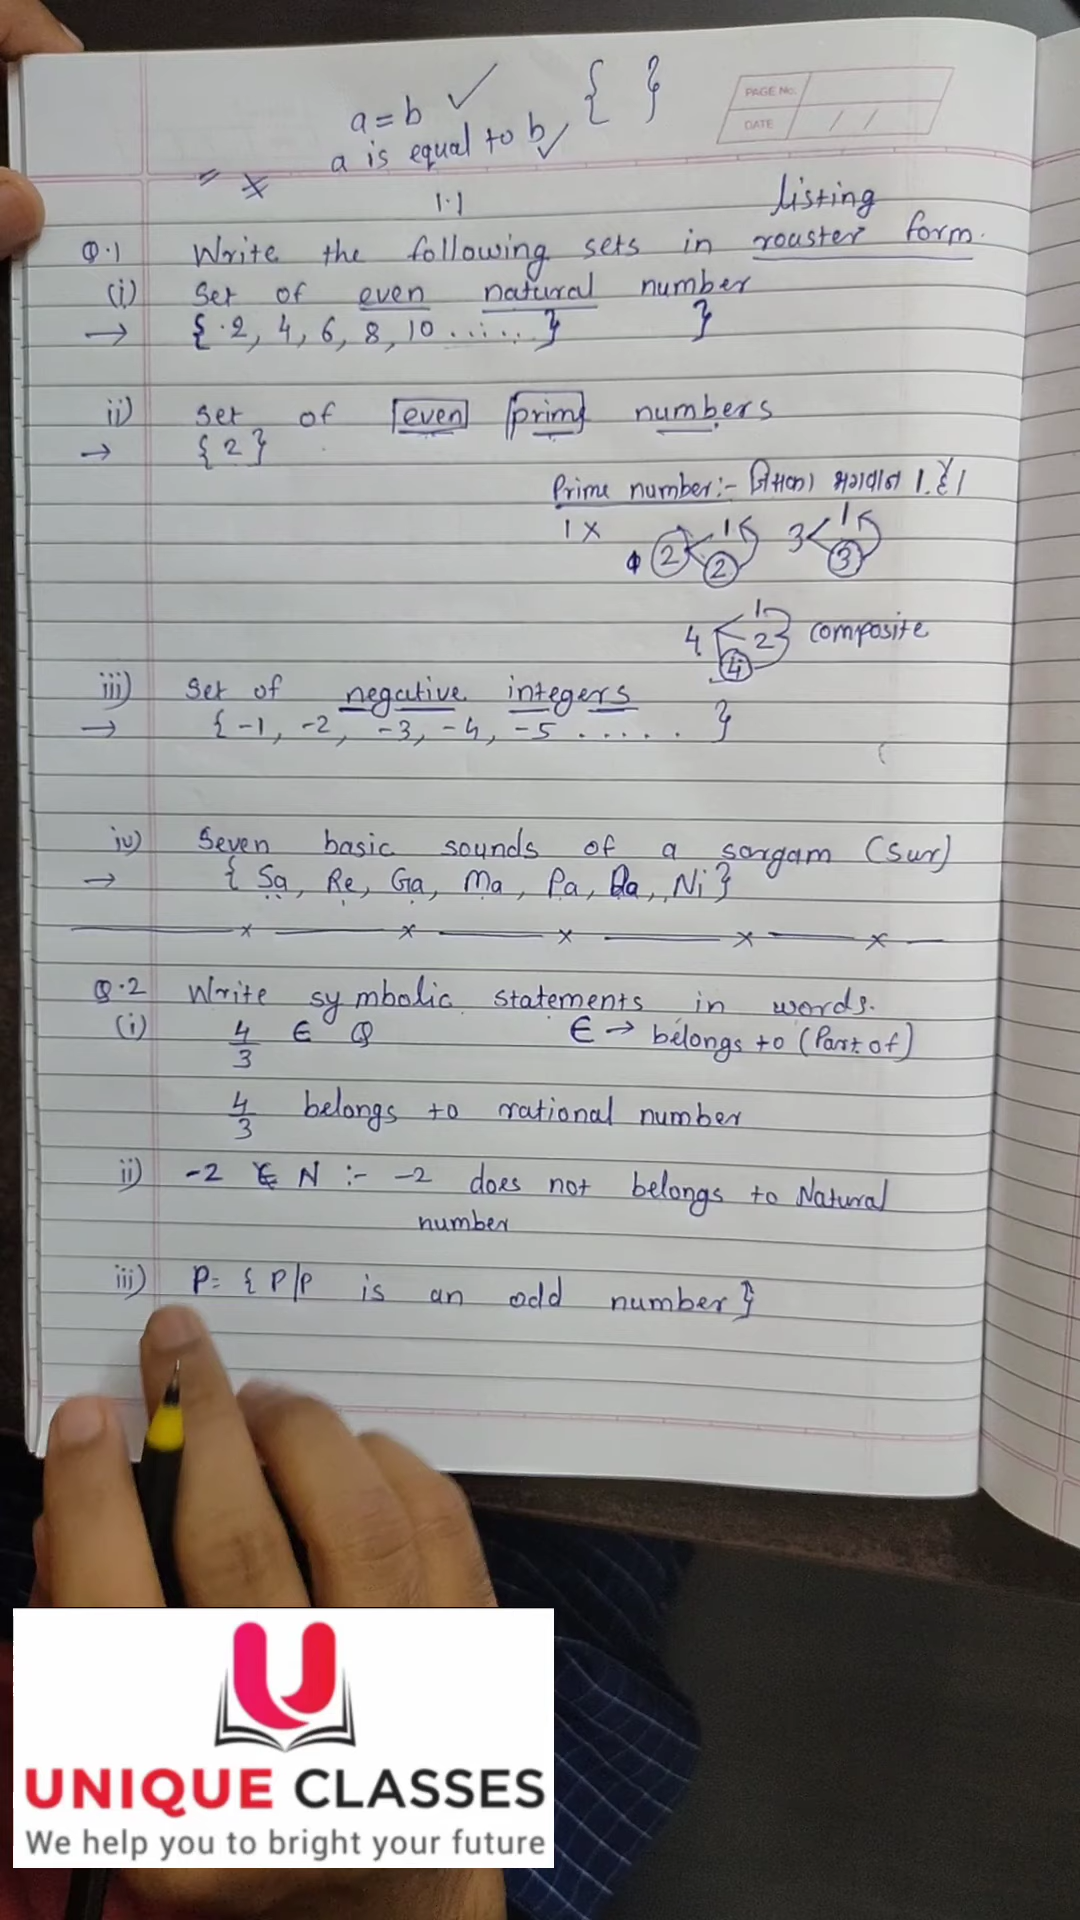 a = b ✓ { }
PAGE No.
DATE / /
a is equal to b ✓
= ×
1.1
listing
Q.1 Write the following sets in rouster form.
(i) set of even natural number
→ { 2, 4, 6, 8, 10 ....... } }
ii) set of even prime numbers
→ { 2 }
Prime number :-
1 × 2 1 2 3 1 3
4 1 2 4 composite
iii) set of negative integers
→ { -1, -2, -3, -4, -5 ...... }
iv) Seven basic sounds of a sargam (Sur)
→ { Sa, Re, Ga, Ma, Pa, Da, Ni }
Q.2 Write symbolic statements in words.
(i) 4/3 ∈ Q ∈ → belongs to (Part of)
4/3 belongs to rational number
ii) -2 ∉ N :- -2 does not belongs to Natural
number
iii) P = { P/P is an odd number }
UNIQUE CLASSES
We help you to bright your future